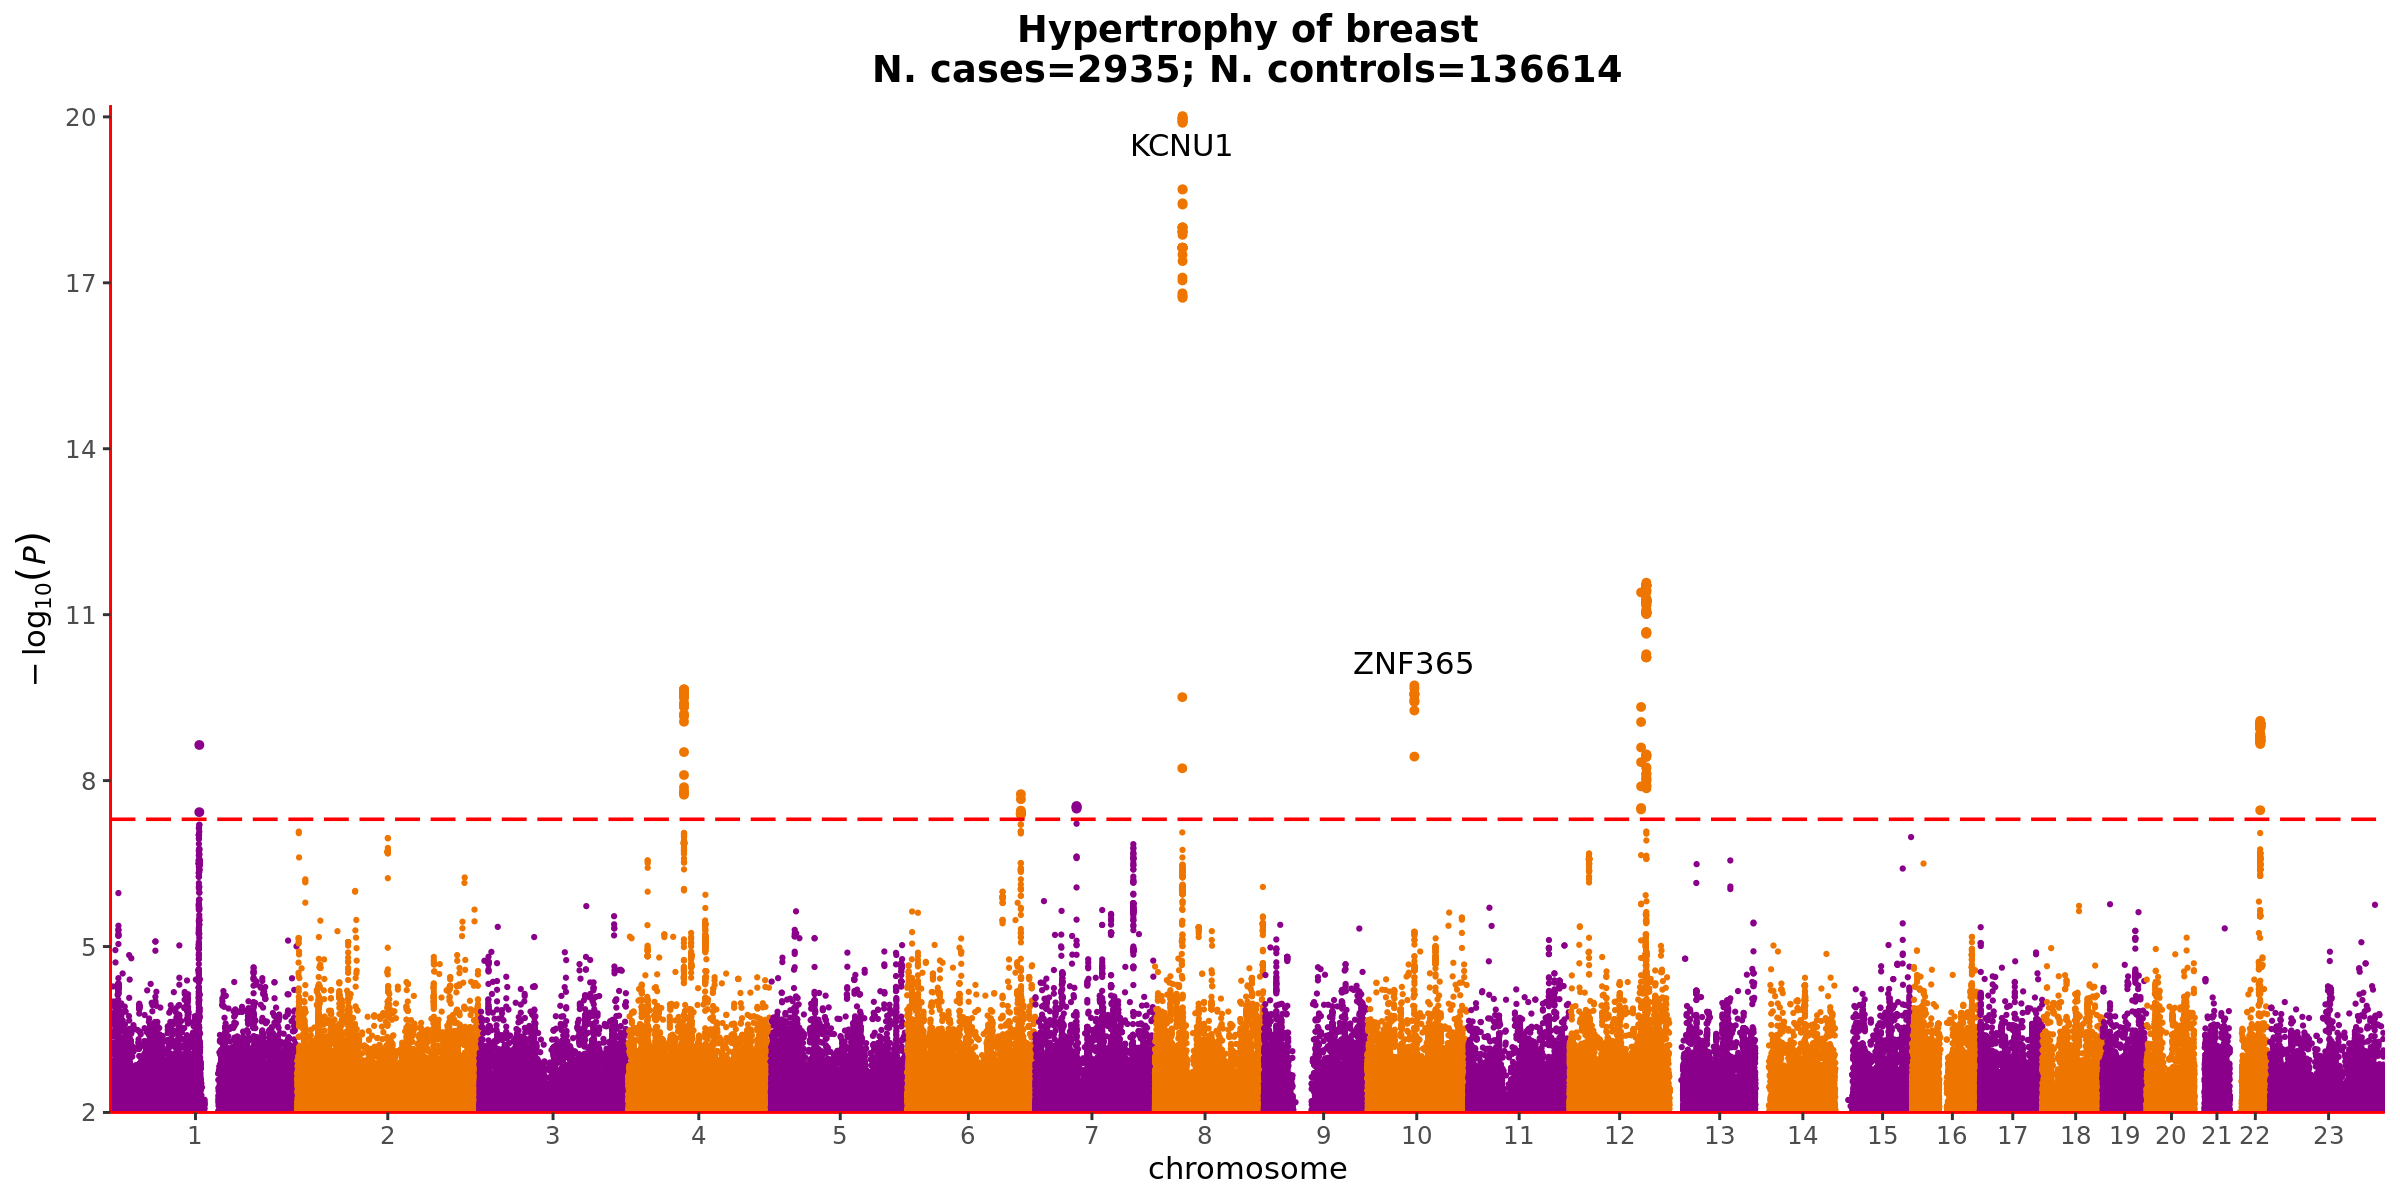 Hypertrophy of breast
N. cases=2935; N. controls=136614
20
17
14
11
8
5
2
− log10(P)
KCNU1
ZNF365
1 2 3 4 5 6 7 8 9 10 11 12 13 14 15 16 17 18 19 20 21 22 23
chromosome